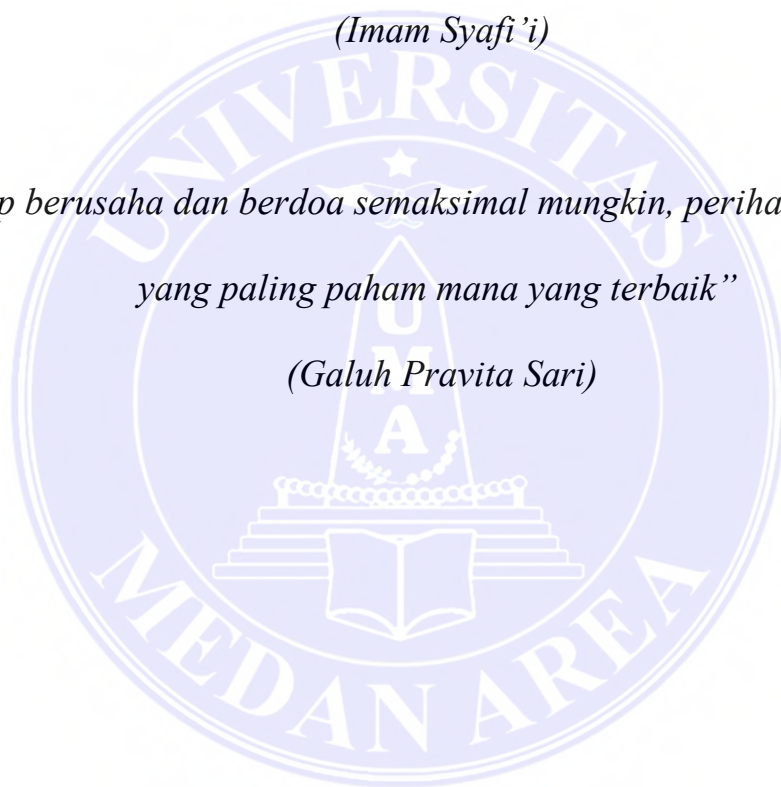 (Imam Syafi’i)
berusaha dan berdoa semaksimal mungkin,
yang paling paham mana yang terbaik”
(Galuh Pravita Sari)
UNIVERSITAS
UMA
MEDAN AREA